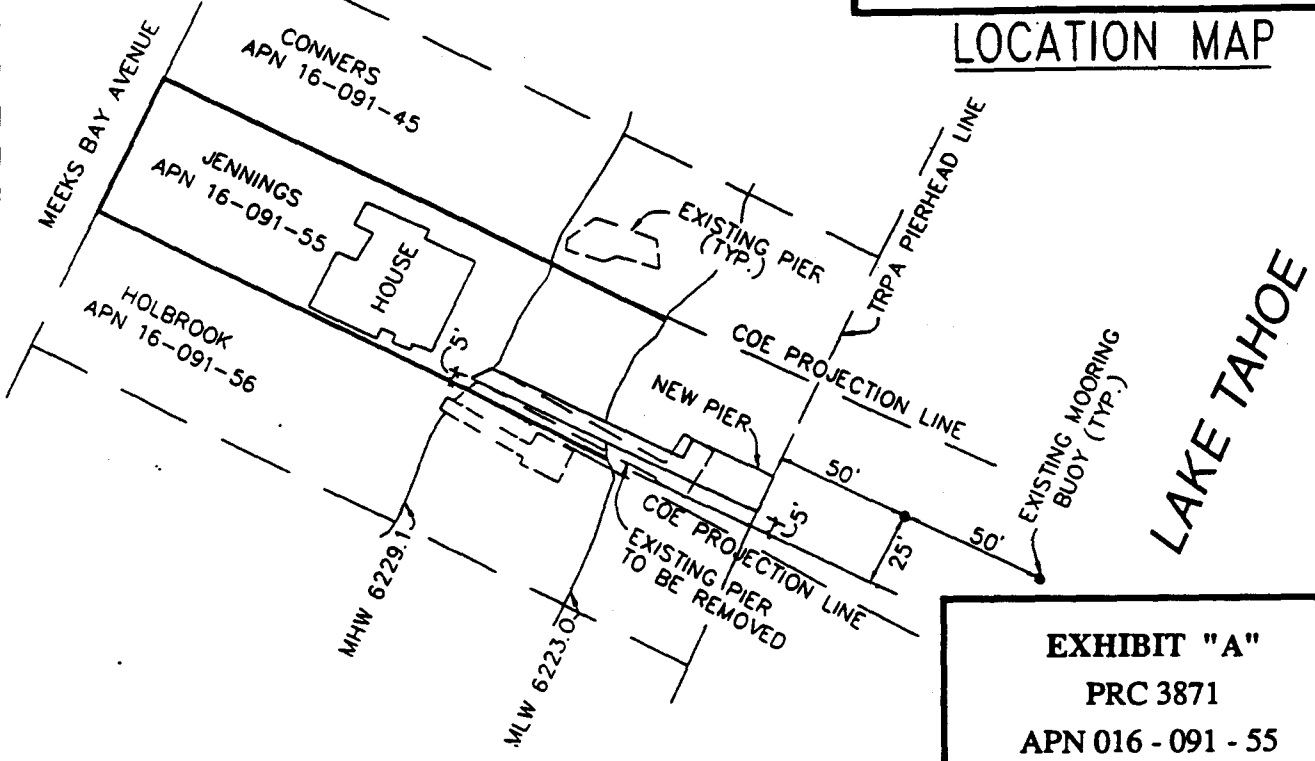 LOCATION MAP
MEEKS BAY AVENUE
CONNERS
APN 16-091-45
JENNINGS
APN 16-091-55
HOLBROOK
APN 16-091-56
HOUSE
5'
EXISTING PIER
(TYP.)
TRPA PIERHEAD LINE
COE PROJECTION LINE
NEW PIER
50'
50'
25'
5'
EXISTING MOORING
BUOY (TYP.)
LAKE TAHOE
COE PROJECTION LINE
EXISTING PIER
TO BE REMOVED
MHW 6229.1
MLW 6223.0
EXHIBIT "A"
PRC 3871
APN 016 - 091 - 55